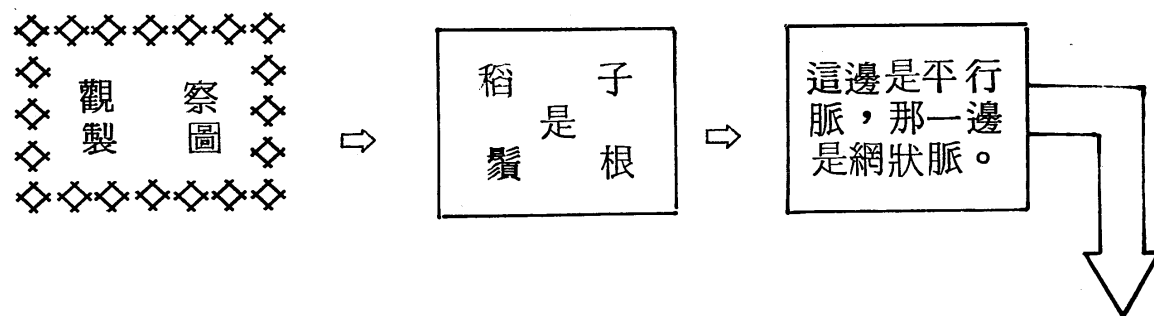 觀察
製圖
稻子
是
鬚根
這邊是平行
脈，那一邊
是網狀脈。